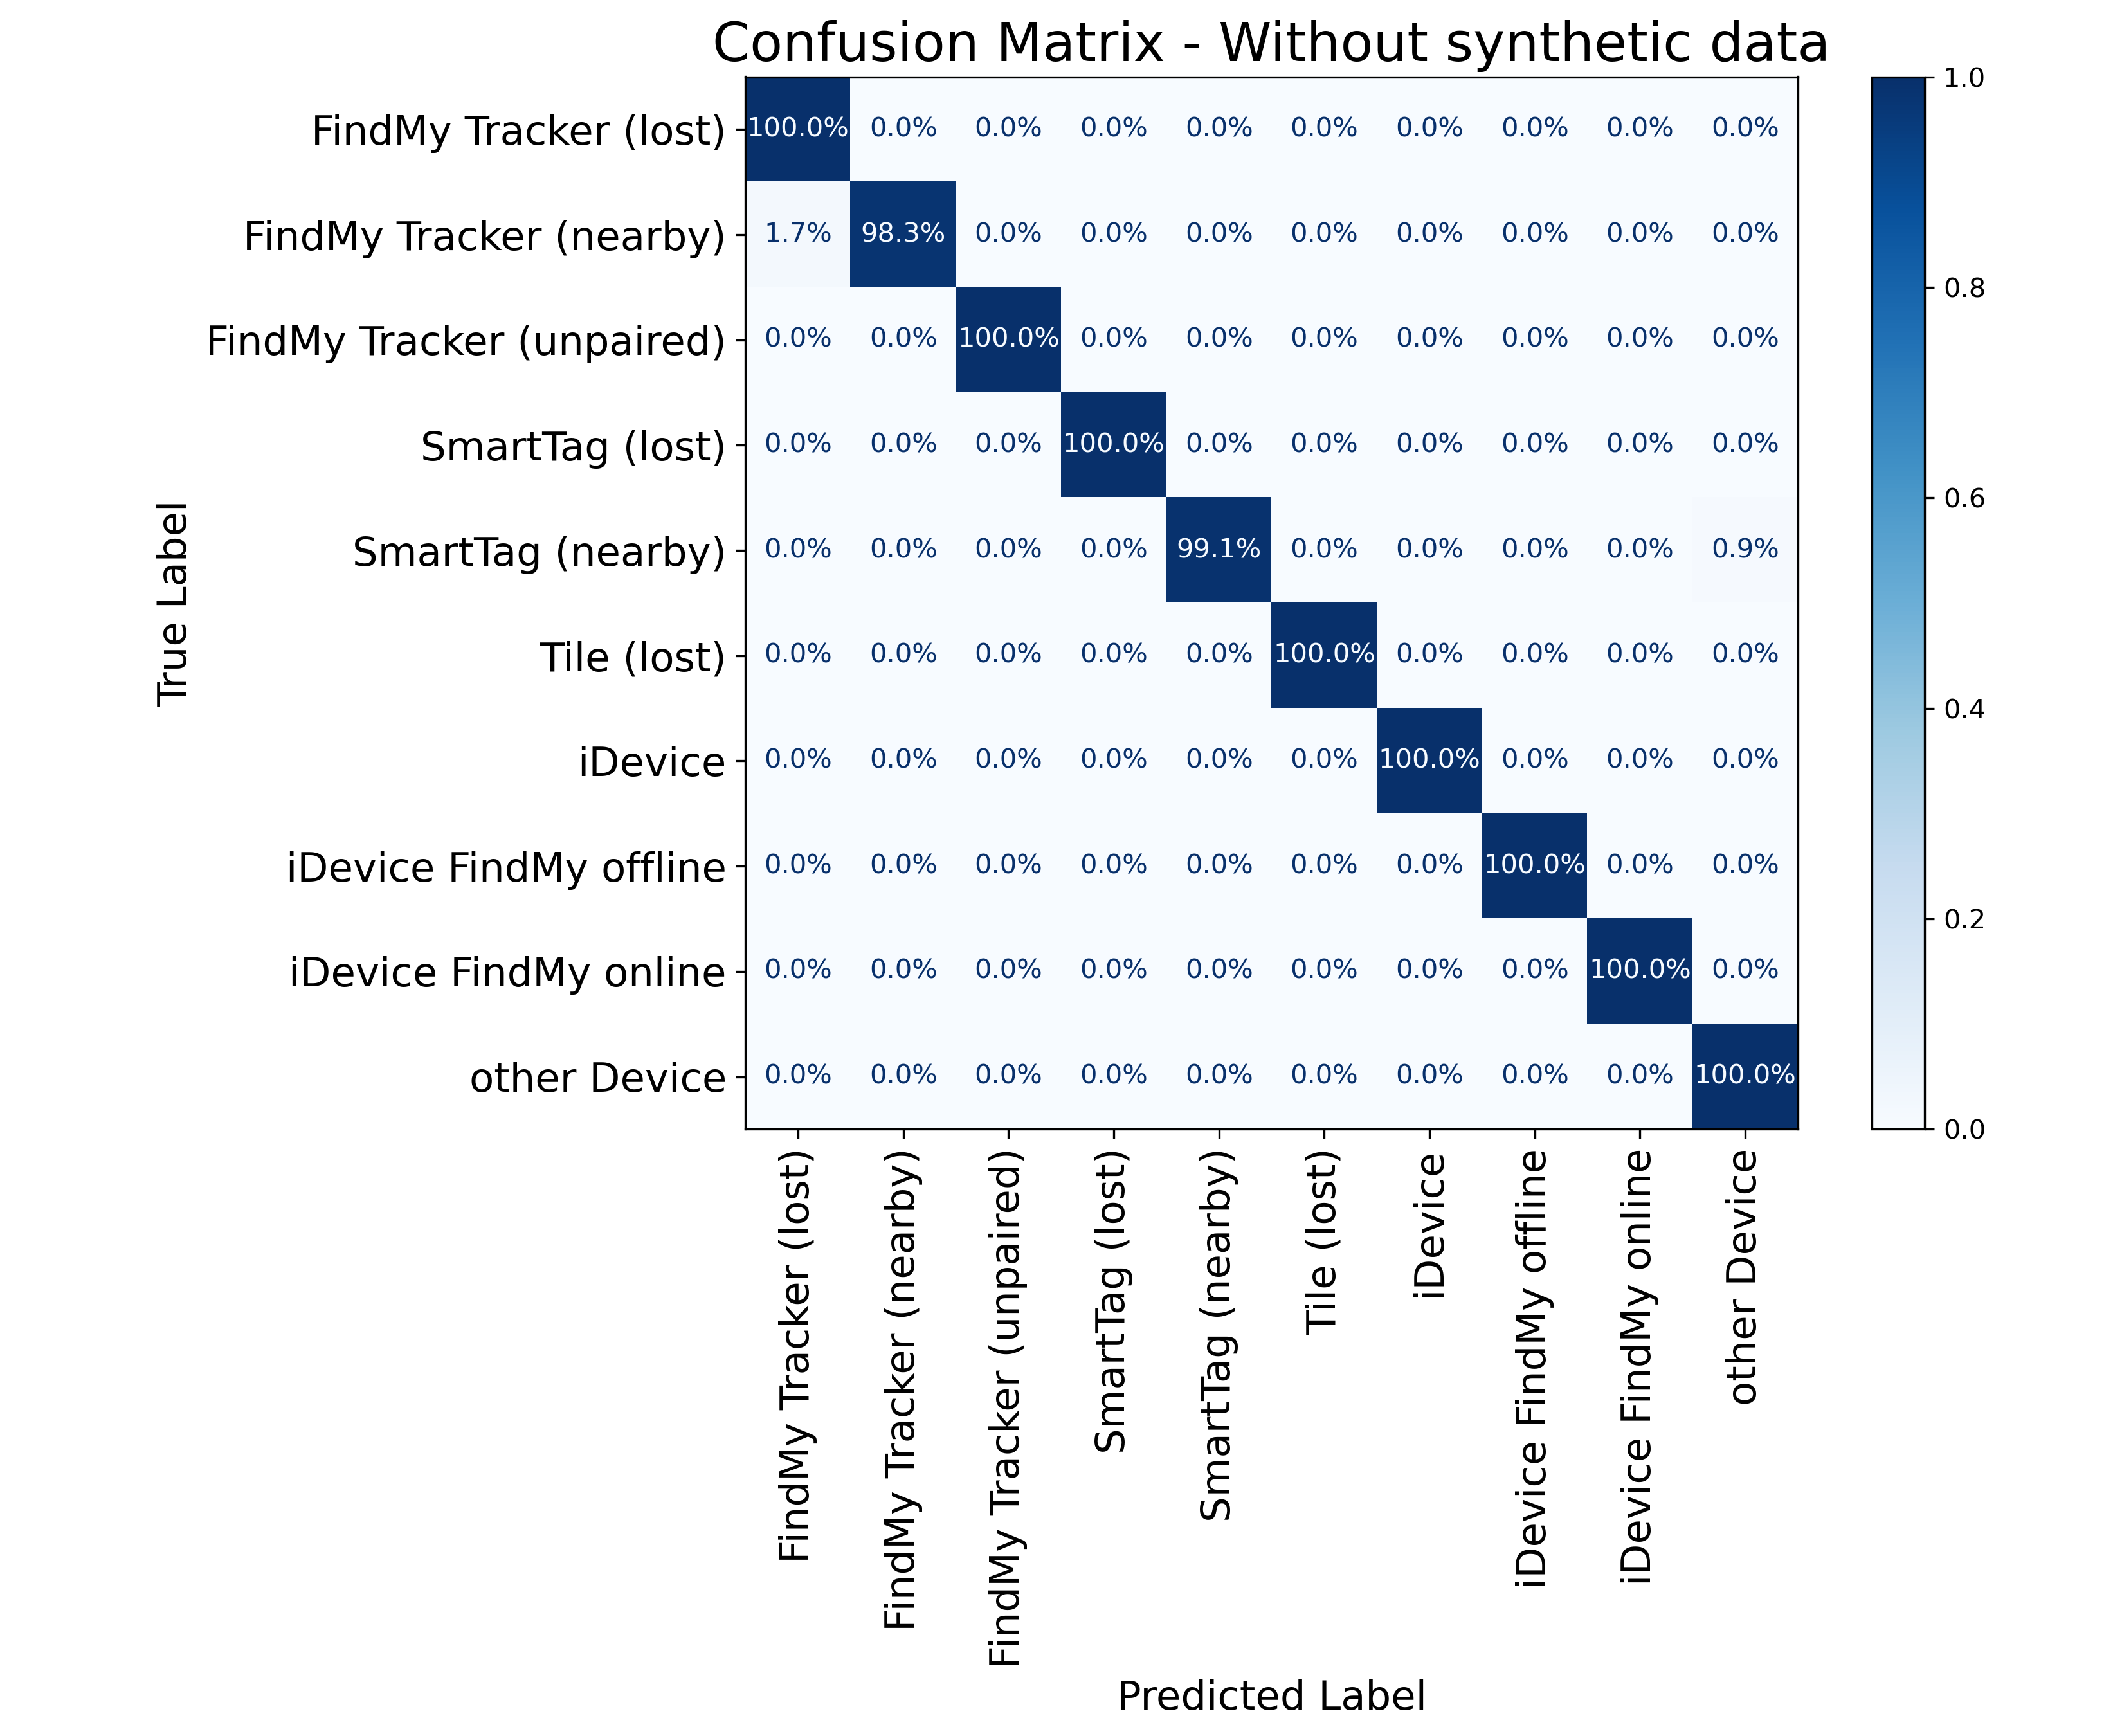 Confusion Matrix - Without synthetic data
True Label
FindMy Tracker (lost) 100.0% 0.0% 0.0% 0.0% 0.0% 0.0% 0.0% 0.0% 0.0% 0.0%
FindMy Tracker (nearby) 1.7% 98.3% 0.0% 0.0% 0.0% 0.0% 0.0% 0.0% 0.0% 0.0%
FindMy Tracker (unpaired) 0.0% 0.0% 100.0% 0.0% 0.0% 0.0% 0.0% 0.0% 0.0% 0.0%
SmartTag (lost) 0.0% 0.0% 0.0% 100.0% 0.0% 0.0% 0.0% 0.0% 0.0% 0.0%
SmartTag (nearby) 0.0% 0.0% 0.0% 0.0% 99.1% 0.0% 0.0% 0.0% 0.0% 0.9%
Tile (lost) 0.0% 0.0% 0.0% 0.0% 0.0% 100.0% 0.0% 0.0% 0.0% 0.0%
iDevice 0.0% 0.0% 0.0% 0.0% 0.0% 0.0% 100.0% 0.0% 0.0% 0.0%
iDevice FindMy offline 0.0% 0.0% 0.0% 0.0% 0.0% 0.0% 0.0% 100.0% 0.0% 0.0%
iDevice FindMy online 0.0% 0.0% 0.0% 0.0% 0.0% 0.0% 0.0% 0.0% 100.0% 0.0%
other Device 0.0% 0.0% 0.0% 0.0% 0.0% 0.0% 0.0% 0.0% 0.0% 100.0%
FindMy Tracker (lost)
FindMy Tracker (nearby)
FindMy Tracker (unpaired)
SmartTag (lost)
SmartTag (nearby)
Tile (lost)
iDevice
iDevice FindMy offline
iDevice FindMy online
other Device
Predicted Label
1.0
0.8
0.6
0.4
0.2
0.0